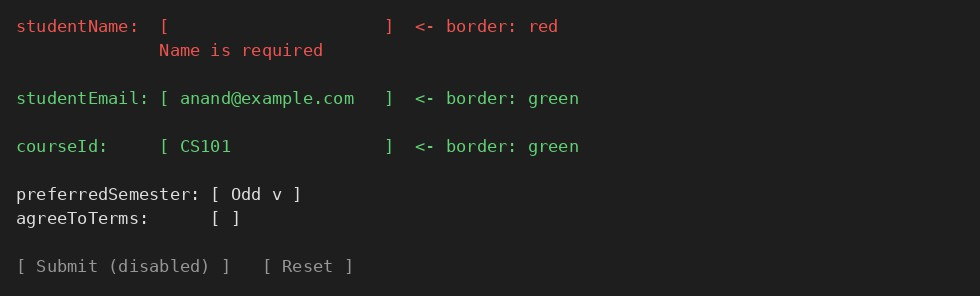 studentName:  [                     ]  <- border: red
              Name is required
studentEmail: [ anand@example.com   ]  <- border: green
courseId:     [ CS101               ]  <- border: green
preferredSemester: [ Odd v ]
agreeToTerms:      [ ]
[ Submit (disabled) ]   [ Reset ]